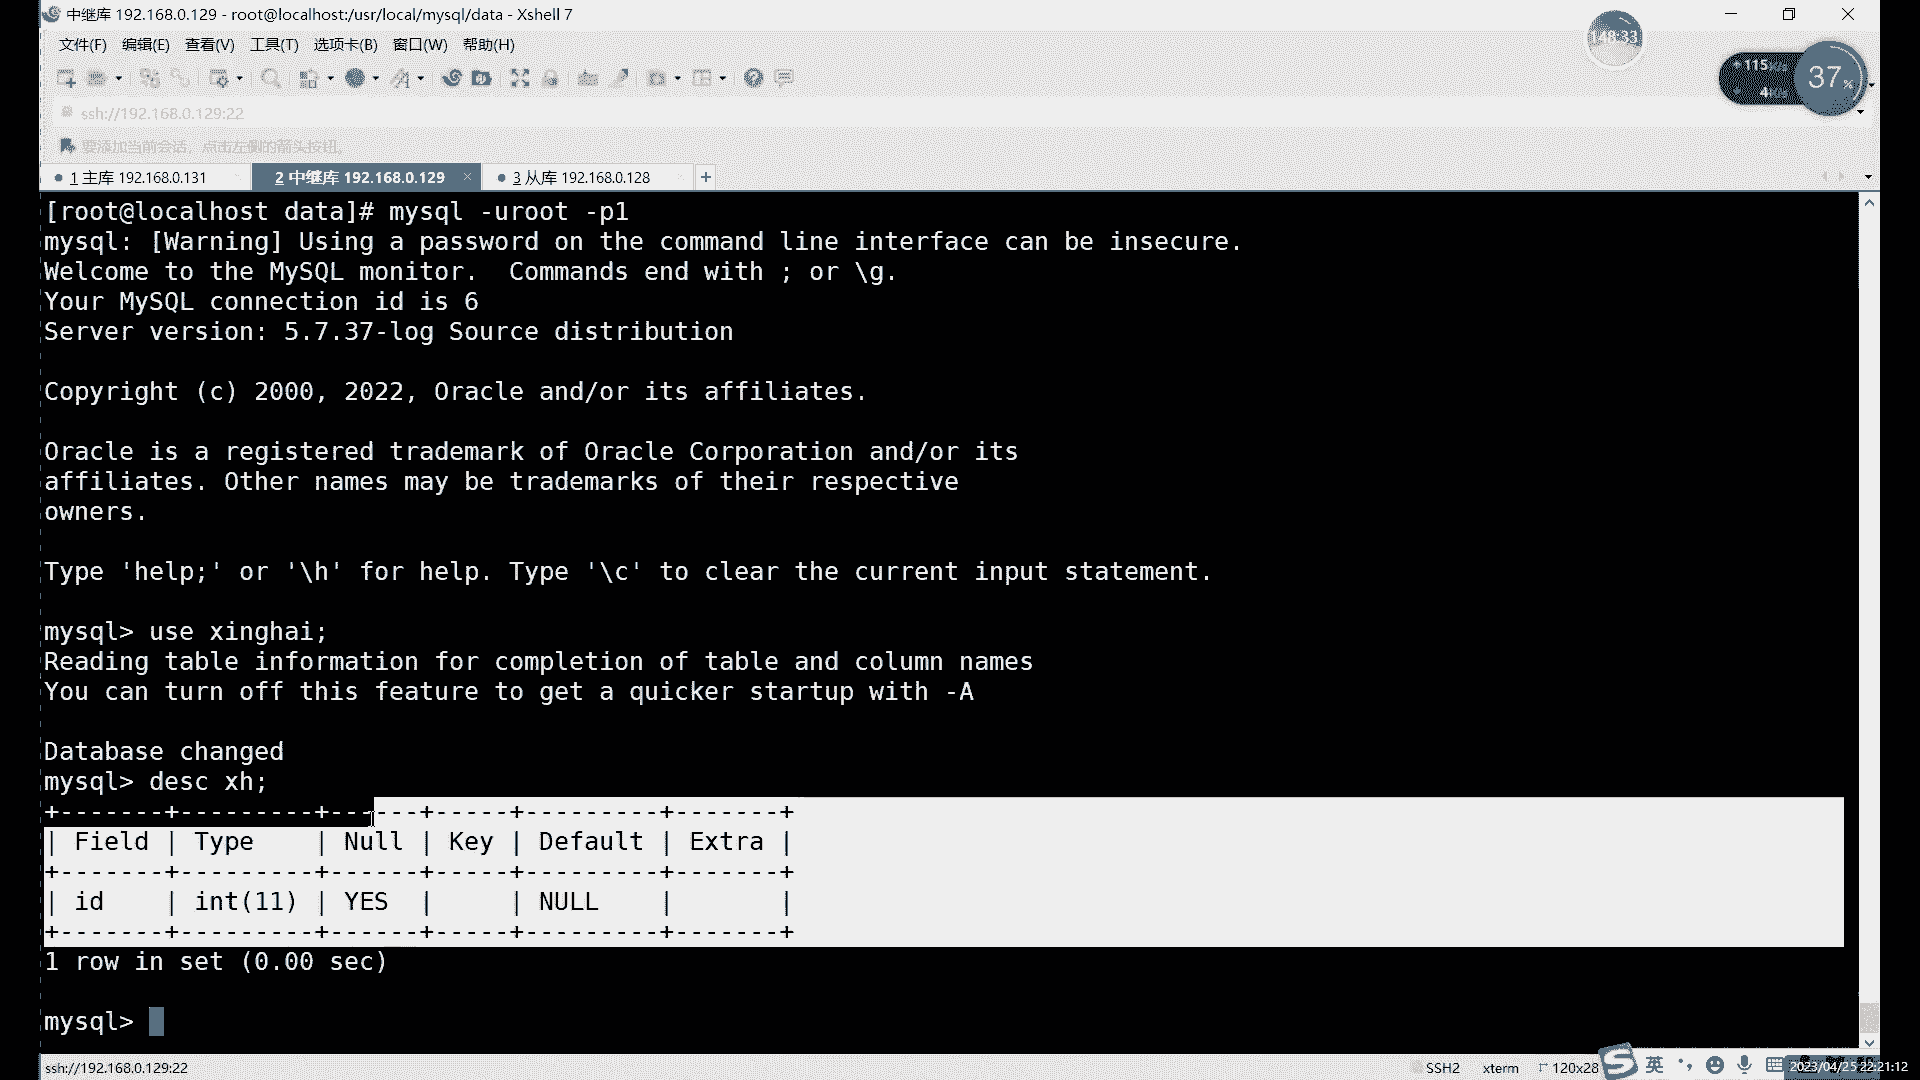 中继库 192.168.0.129 - root@localhost:/usr/local/mysql/data - Xshell 7
148:33
文件(F) 编辑(E) 查看(V) 工具(T) 选项卡(B) 窗口(W) 帮助(H)
+ 115K/s
4K/s
37%
ssh://192.168.0.129:22
要添加当前会话，点击左侧的箭头按钮。
1 主库 192.168.0.131
2 中继库 192.168.0.129 ×
3 从库 192.168.0.128
+
[root@localhost data]# mysql -uroot -p1
mysql: [Warning] Using a password on the command line interface can be insecure.
Welcome to the MySQL monitor.  Commands end with ; or \g.
Your MySQL connection id is 6
Server version: 5.7.37-log Source distribution
Copyright (c) 2000, 2022, Oracle and/or its affiliates.
Oracle is a registered trademark of Oracle Corporation and/or its
affiliates. Other names may be trademarks of their respective
owners.
Type 'help;' or '\h' for help. Type '\c' to clear the current input statement.
mysql> use xinghai;
Reading table information for completion of table and column names
You can turn off this feature to get a quicker startup with -A
Database changed
mysql> desc xh;
+-------+---------+------+-----+---------+-------+
| Field | Type    | Null | Key | Default | Extra |
+-------+---------+------+-----+---------+-------+
| id    | int(11) | YES  |     | NULL    |       |
+-------+---------+------+-----+---------+-------+
1 row in set (0.00 sec)
mysql>
ssh://192.168.0.129:22
SSH2 xterm 120x28
英
2023/04/25 22:21:12